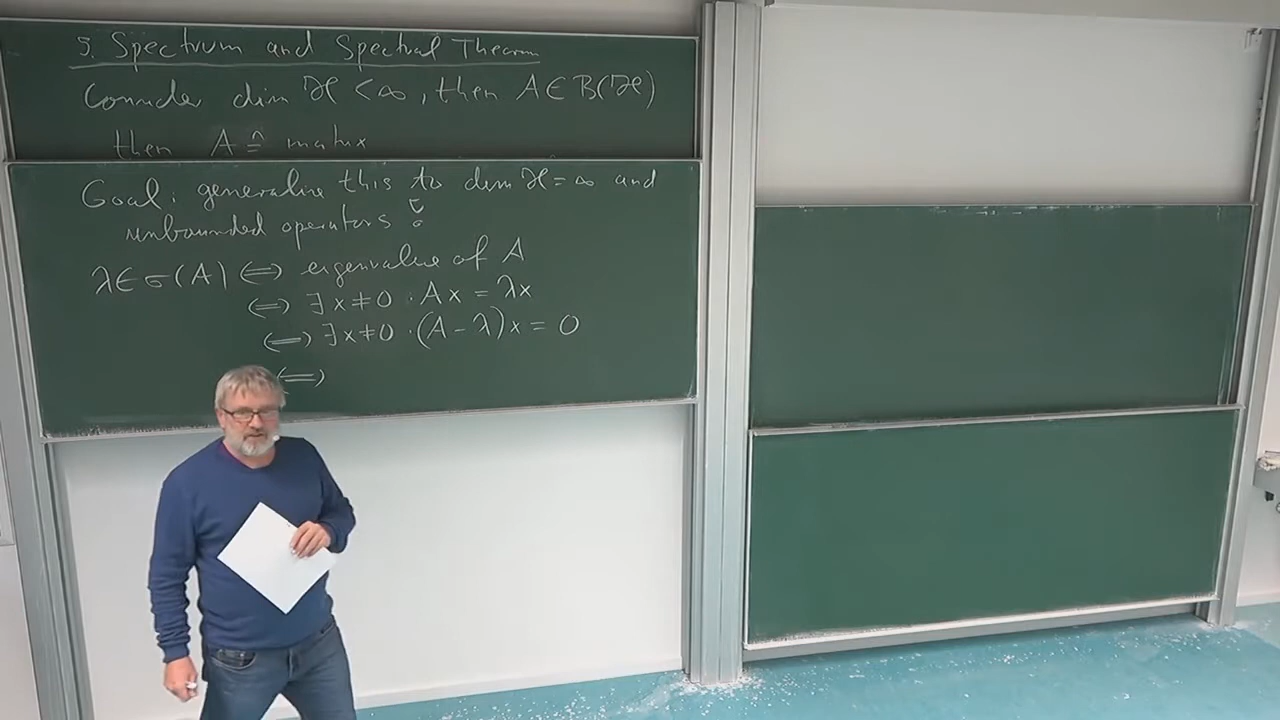 5. Spectrum and Spectral Theorem
Consider dim ℋ < ∞, then A ∈ B(ℋ)
then A ≙ matrix
Goal: generalize this to dim ℋ = ∞ and
unbounded operators !
λ ∈ σ(A) ⟺ eigenvalue of A
⟺ ∃ x ≠ 0 : Ax = λx
⟺ ∃ x ≠ 0 : (A - λ)x = 0
⟺